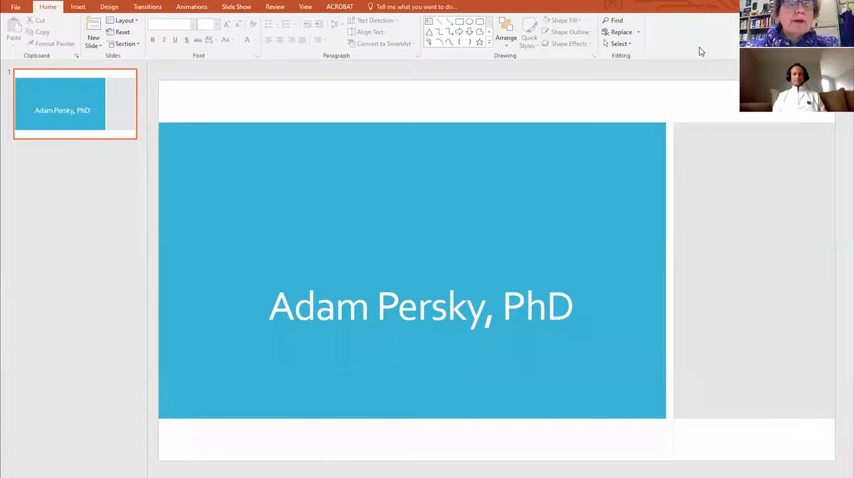 File Home Insert Design Transitions Animations Slide Show Review View ACROBAT Tell me what you want to do...
Paste
Cut
Copy
Format Painter
Clipboard
New
Slide
Layout
Reset
Section
Slides
Font
Text Direction
Align Text
Convert to SmartArt
Paragraph
Arrange
Quick
Styles
Shape Fill
Shape Outline
Shape Effects
Drawing
Find
Replace
Select
Editing
1
Adam Persky, PhD
Adam Persky, PhD